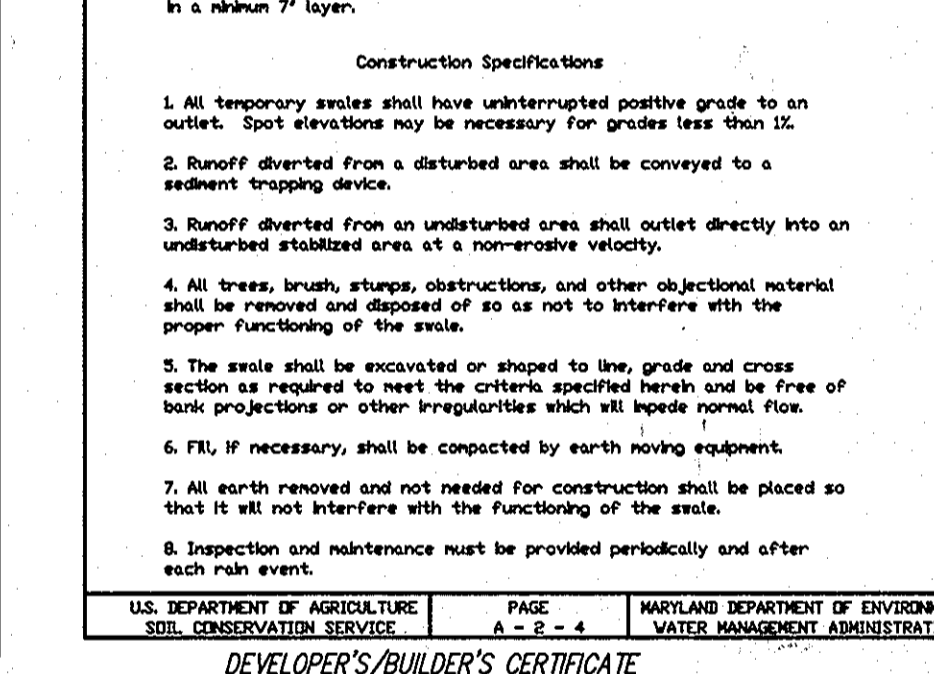 in a minimum 7" layer.
Construction Specifications
1. All temporary swales shall have uninterrupted positive grade to an
outlet. Spot elevations may be necessary for grades less than 1%.
2. Runoff diverted from a disturbed area shall be conveyed to a
sediment trapping device.
3. Runoff diverted from an undisturbed area shall outlet directly into an
undisturbed stabilized area at a non-erosive velocity.
4. All trees, brush, stumps, obstructions, and other objectional material
shall be removed and disposed of so as not to interfere with the
proper functioning of the swale.
5. The swale shall be excavated or shaped to line, grade and cross
section as required to meet the criteria specified herein and be free of
bank projections or other irregularities which will impede normal flow.
6. Fill, if necessary, shall be compacted by earth moving equipment.
7. All earth removed and not needed for construction shall be placed so
that it will not interfere with the functioning of the swale.
8. Inspection and maintenance must be provided periodically and after
each rain event.
U.S. DEPARTMENT OF AGRICULTURE
SOIL CONSERVATION SERVICE
PAGE
A - 2 - 4
MARYLAND DEPARTMENT OF ENVIRONM
WATER MANAGEMENT ADMINISTRAT
DEVELOPER'S/BUILDER'S CERTIFICATE